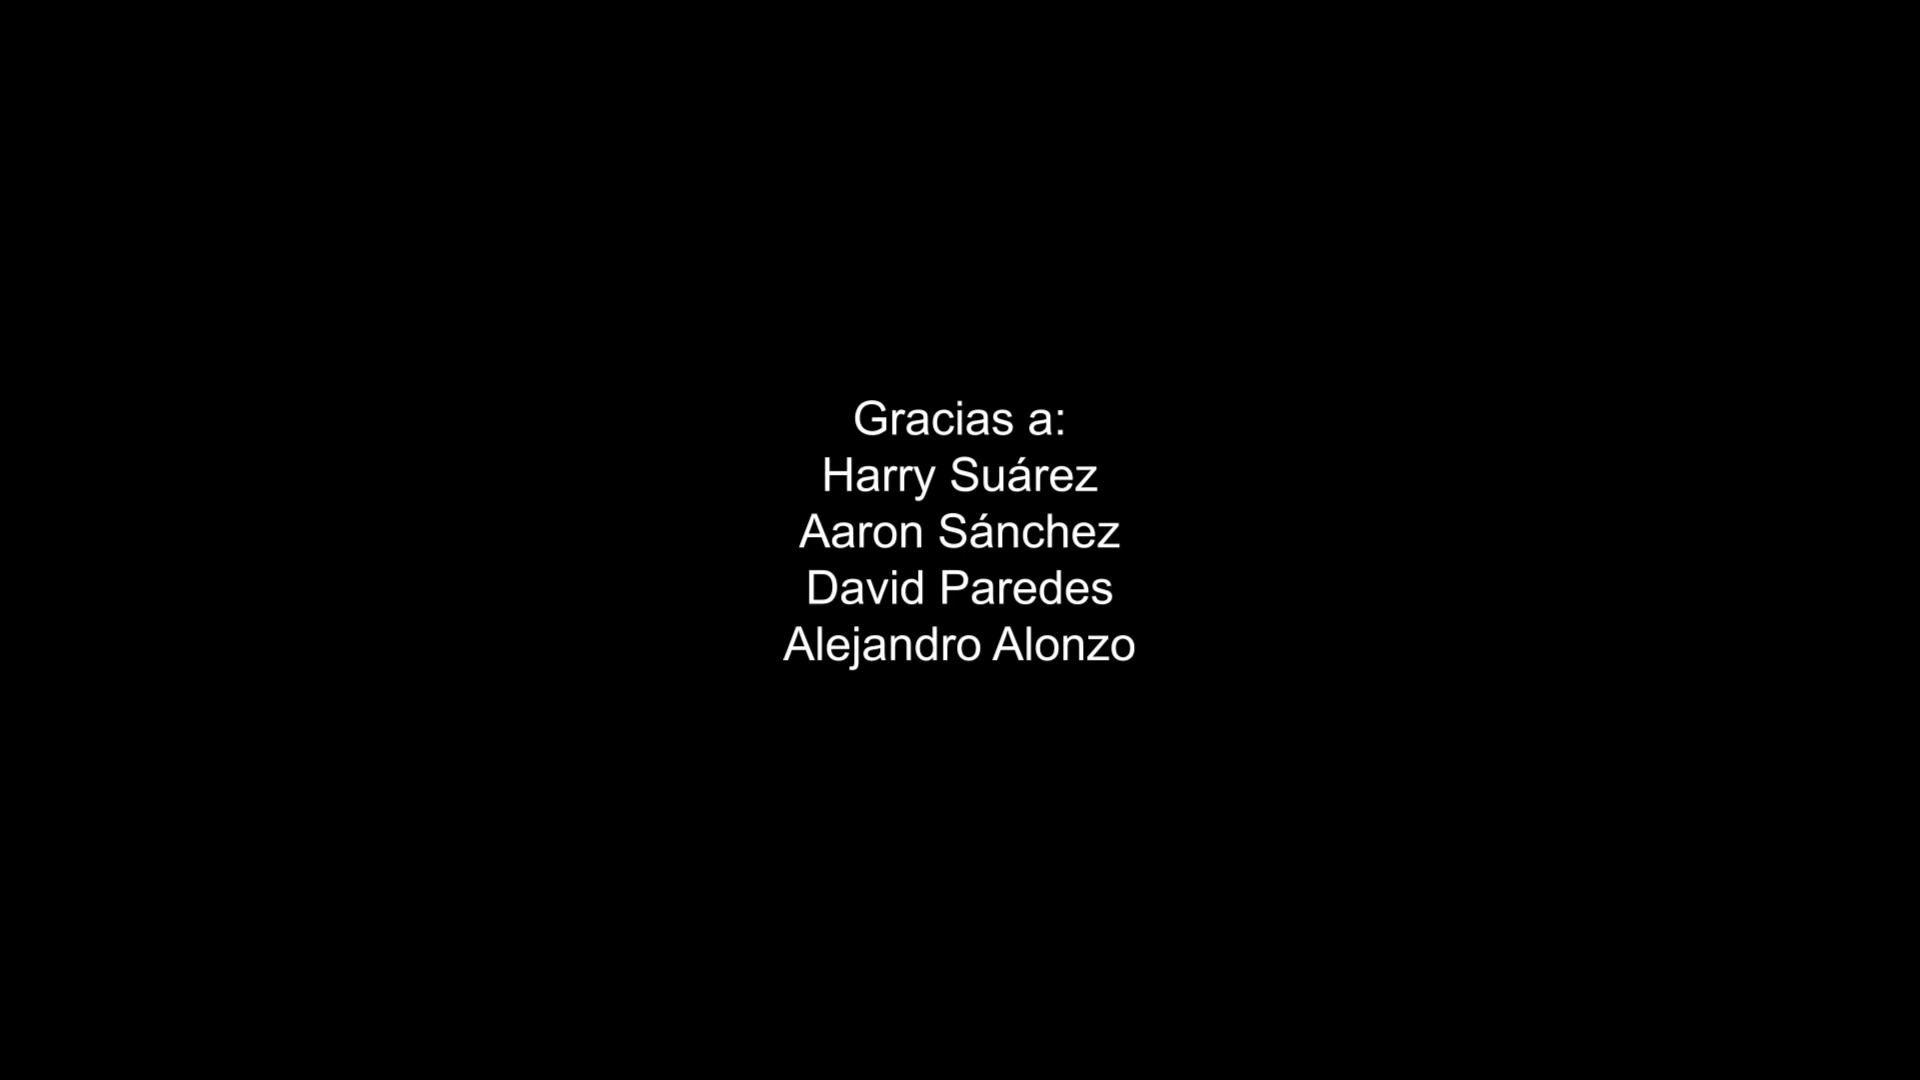 Gracias a:
Harry Suárez
Aaron Sánchez
David Paredes
Alejandro Alonzo